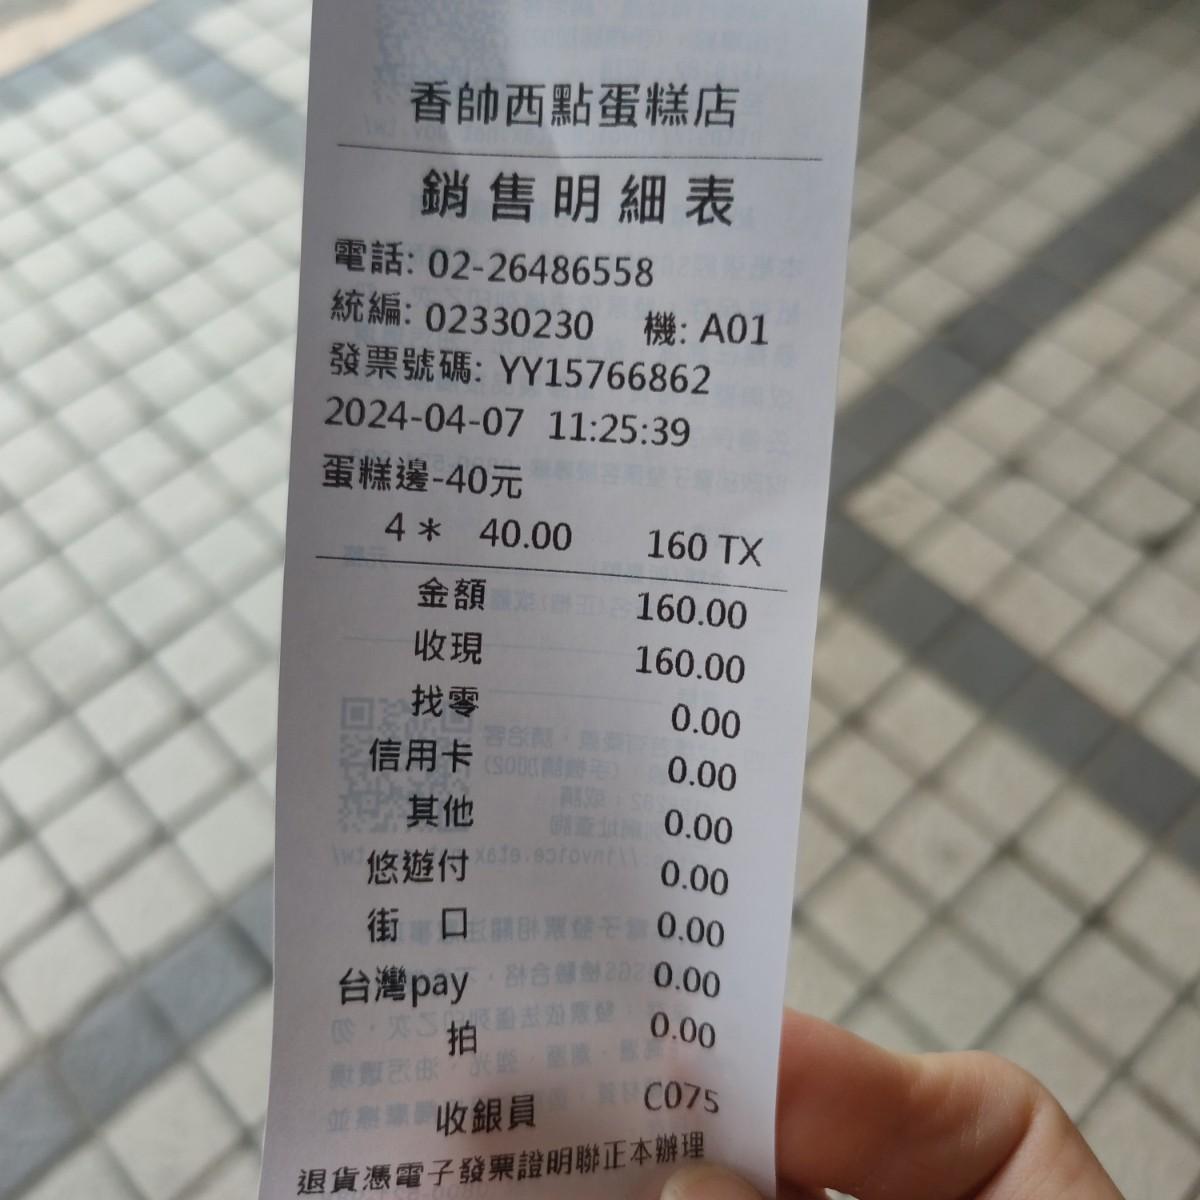 香帥西點蛋糕店
銷售明細表
電話: 02-26486558
統編: 02330230 機: A01
發票號碼: YY15766862
2024-04-07 11:25:39
蛋糕邊-40元
4 * 40.00 160 TX
金額 160.00
收現 160.00
找零 0.00
信用卡 0.00
其他 0.00
悠遊付 0.00
街 口 0.00
台灣pay 0.00
拍 0.00
收銀員 C075
退貨憑電子發票證明聯正本辦理